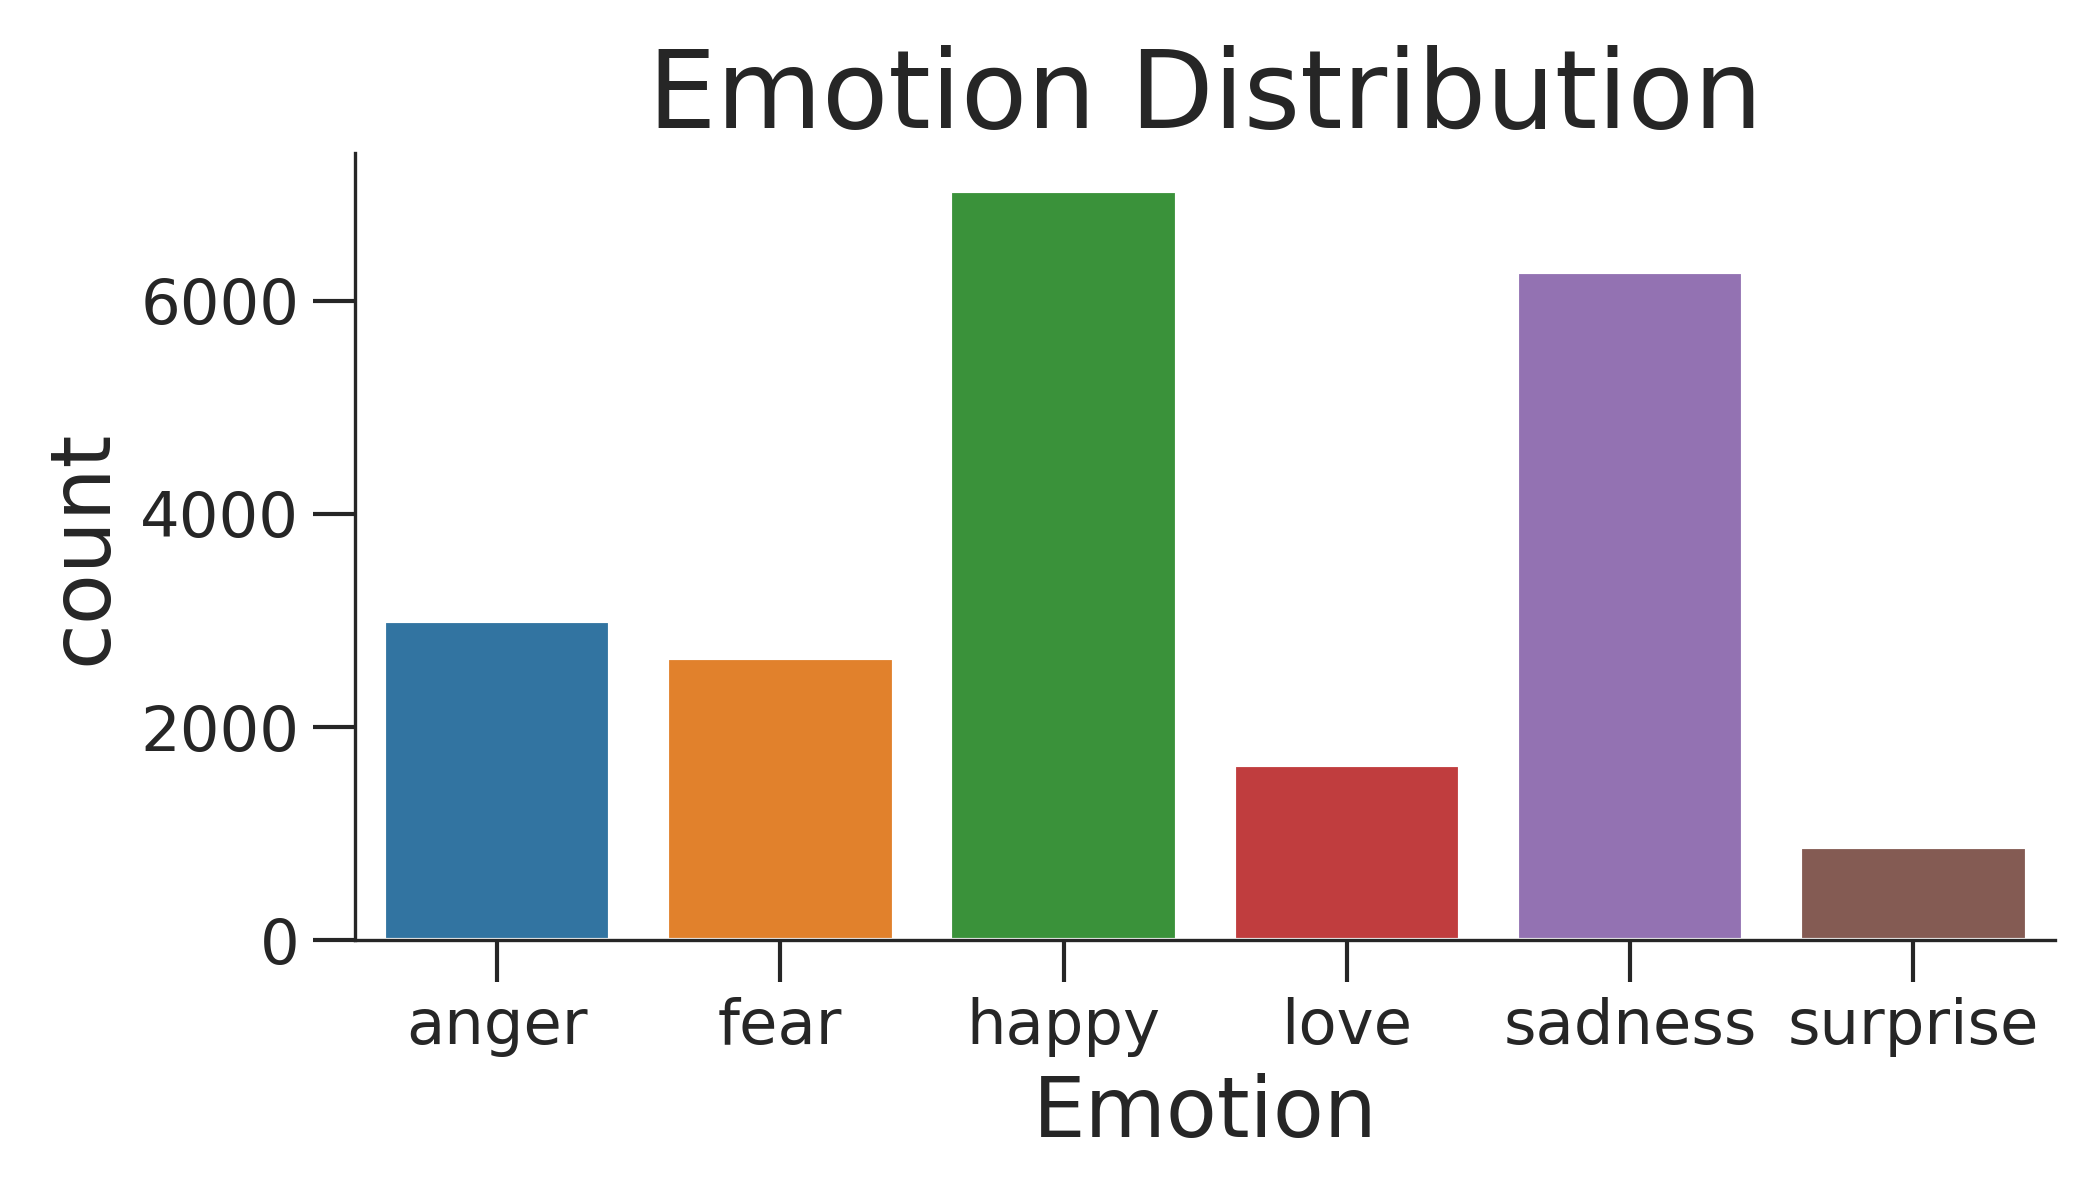 Emotion Distribution
count
6000
4000
2000
0
anger fear happy love sadness surprise
Emotion